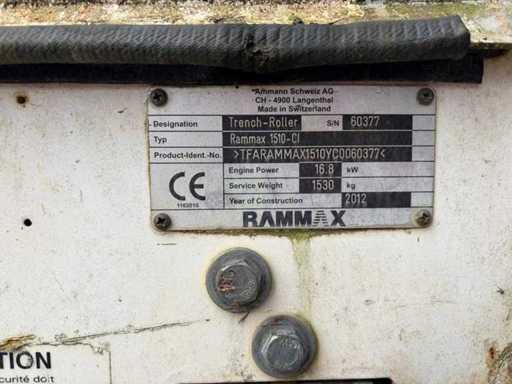 Ammann Schweiz AG
CH - 4900 Langenthal
Made in Switzerland
Designation Trench-Roller S/N 60377
Typ Rammax 1510-CI
Product-Ident.-No. >TFARAMMAX1510YC0060377<
Engine Power 16.8 kW
Service Weight 1530 kg
Year of Construction 2012
CE
1163016
RAMMAX
TION
curité doit